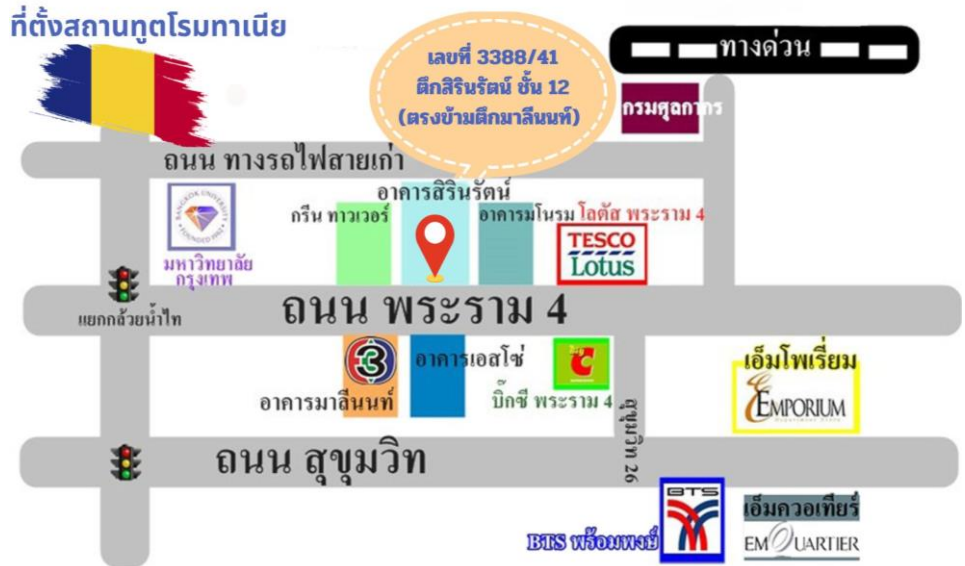 ที่ตั้งสถานทูตโรมทาเนีย
เลขที่ 3388/41
ตึกสิรินรัตน์ ชั้น 12
(ตรงข้ามตึกมาลีนนท์)
ทางด่วน
กรมศุลกากร
ถนน ทางรถไฟสายเก่า
อาคารสิรินรัตน์
กรีน ทาวเวอร์
อาคารมโนรม
โลตัส พระราม 4
TESCO
Lotus
BANGKOK UNIVERSITY
มหาวิทยาลัย
กรุงเทพ
แยกกล้วยน้ำไท
ถนน พระราม 4
3
อาคารมาลีนนท์
อาคารเอสโซ่
Big
C
บิ๊กซี พระราม 4
สุขุมวิท 26
เอ็มโพเรี่ยม
EMPORIUM
ถนน สุขุมวิท
BTS
BTS พร้อมพงษ์
เอ็มควอเทียร์
EMQUARTIER